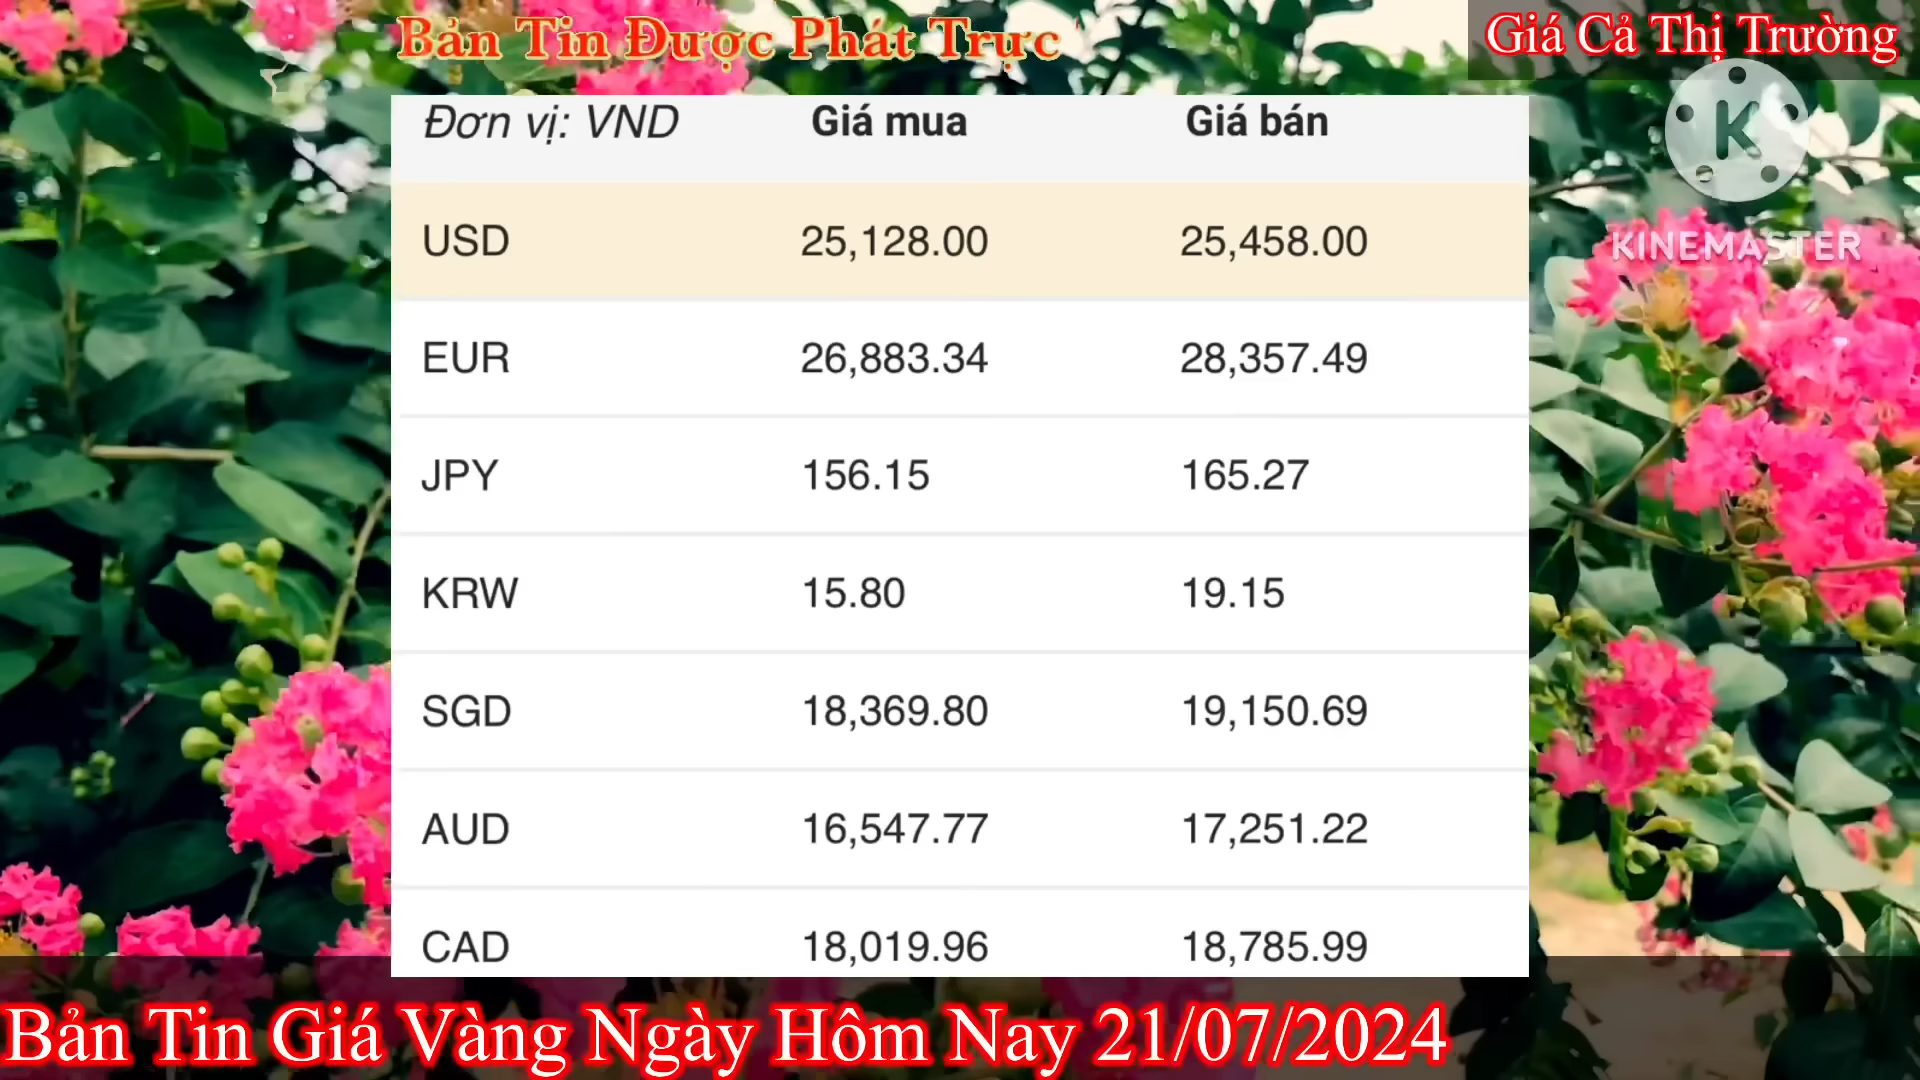 Bản Tin Được Phát Trực
Giá Cả Thị Trường
K
KINEMASTER
Đơn vị: VND Giá mua Giá bán
USD 25,128.00 25,458.00
EUR 26,883.34 28,357.49
JPY 156.15 165.27
KRW 15.80 19.15
SGD 18,369.80 19,150.69
AUD 16,547.77 17,251.22
CAD 18,019.96 18,785.99
Bản Tin Giá Vàng Ngày Hôm Nay 21/07/2024